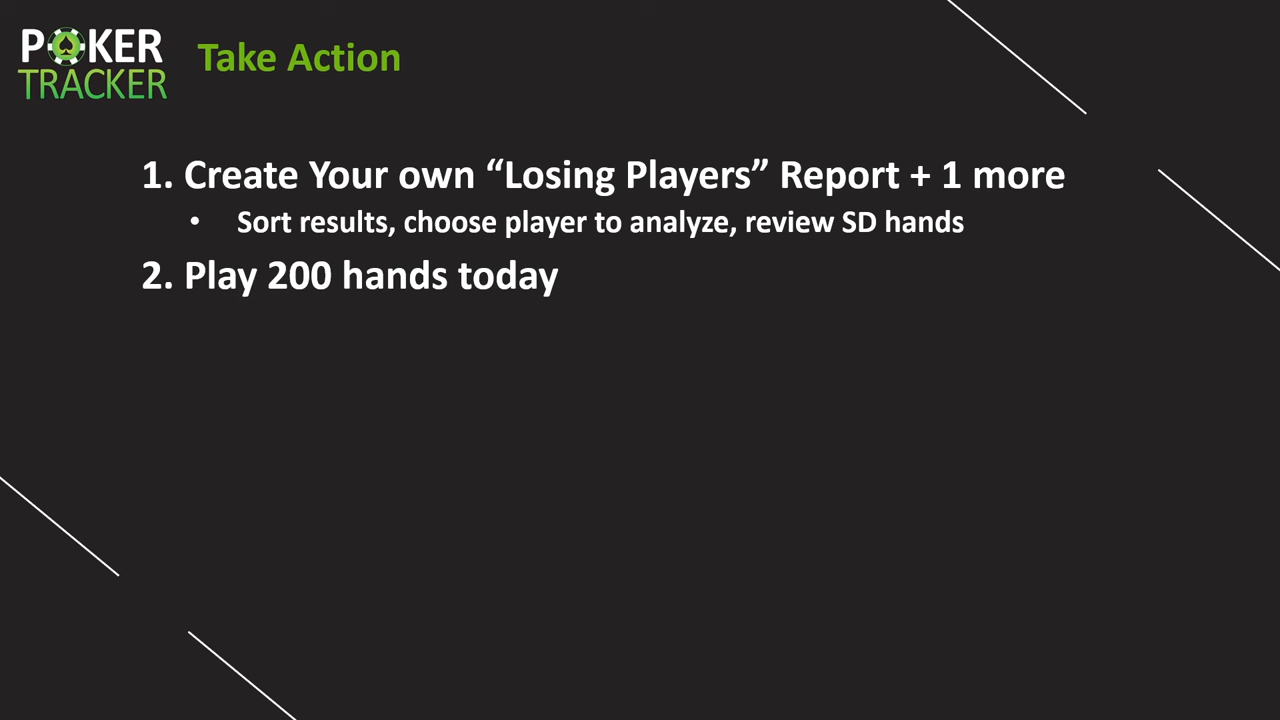 POKER
TRACKER
Take Action
1. Create Your own “Losing Players” Report + 1 more
• Sort results, choose player to analyze, review SD hands
2. Play 200 hands today